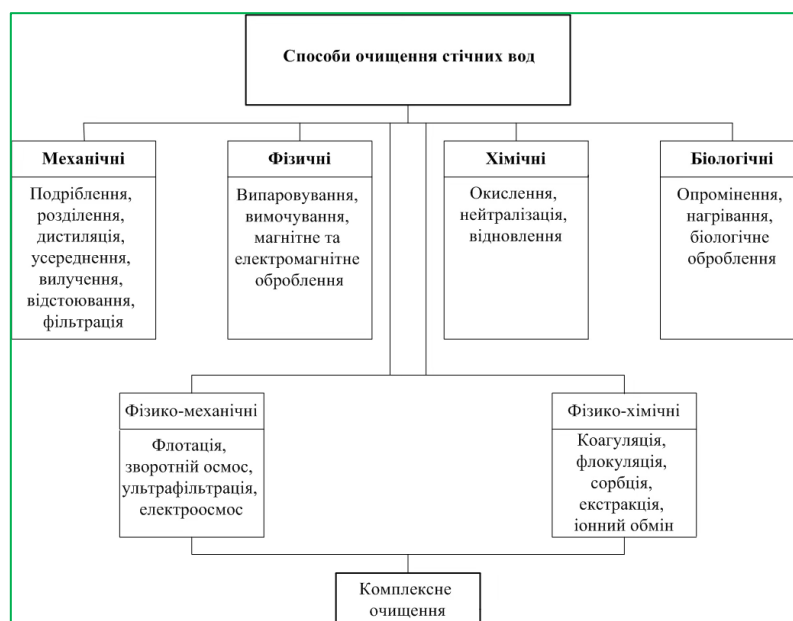 Способи очищення стічних вод
Механічні
Подріблення,
розділення,
дистиляція,
усереднення,
вилучення,
відстоювання,
фільтрація
Фізичні
Випаровування,
вимочування,
магнітне та
електромагнітне
оброблення
Хімічні
Окислення,
нейтралізація,
відновлення
Біологічні
Опромінення,
нагрівання,
біологічне
оброблення
Фізико-механічні
Флотація,
зворотній осмос,
ультрафільтрація,
електроосмос
Фізико-хімічні
Коагуляція,
флокуляція,
сорбція,
екстракція,
іонний обмін
Комплексне
очищення